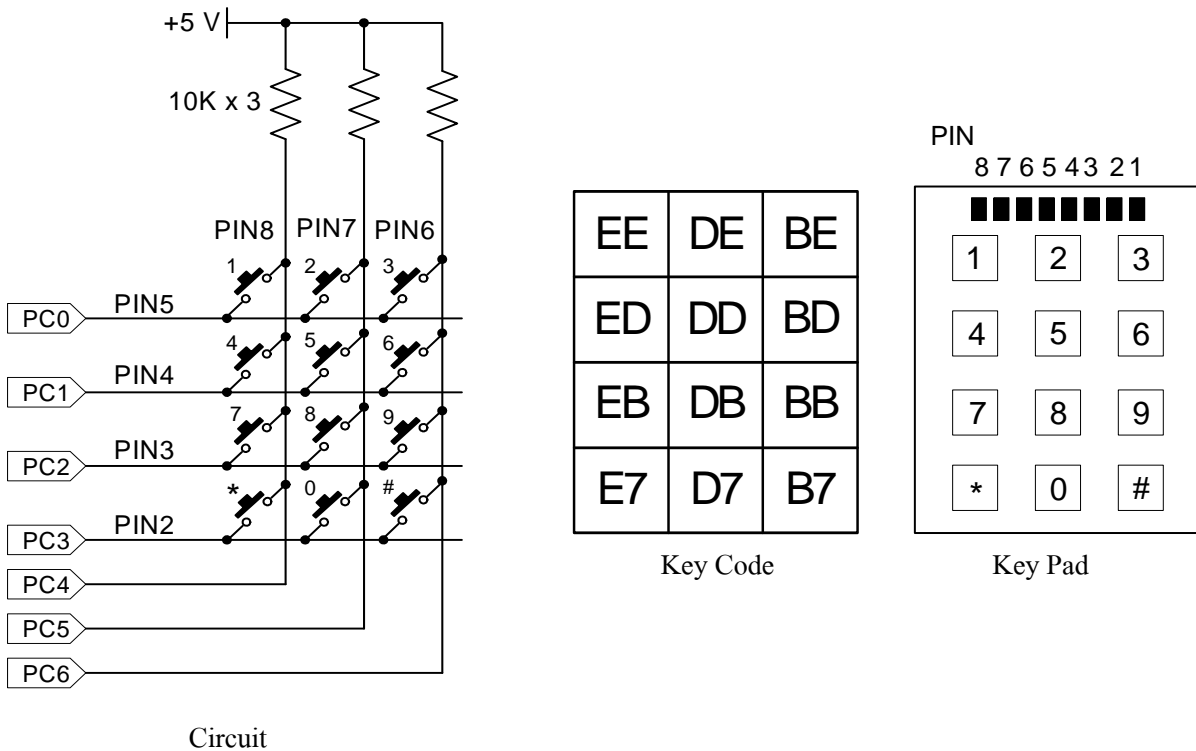 +5 V
10K x 3
PIN8 PIN7 PIN6
1 2 3
PC0 PIN5
4 5 6
PC1 PIN4
7 8 9
PC2 PIN3
* 0 #
PC3 PIN2
PC4
PC5
PC6
Circuit
EE DE BE
ED DD BD
EB DB BB
E7 D7 B7
Key Code
PIN
8 7 6 5 4 3 2 1
1 2 3
4 5 6
7 8 9
* 0 #
Key Pad